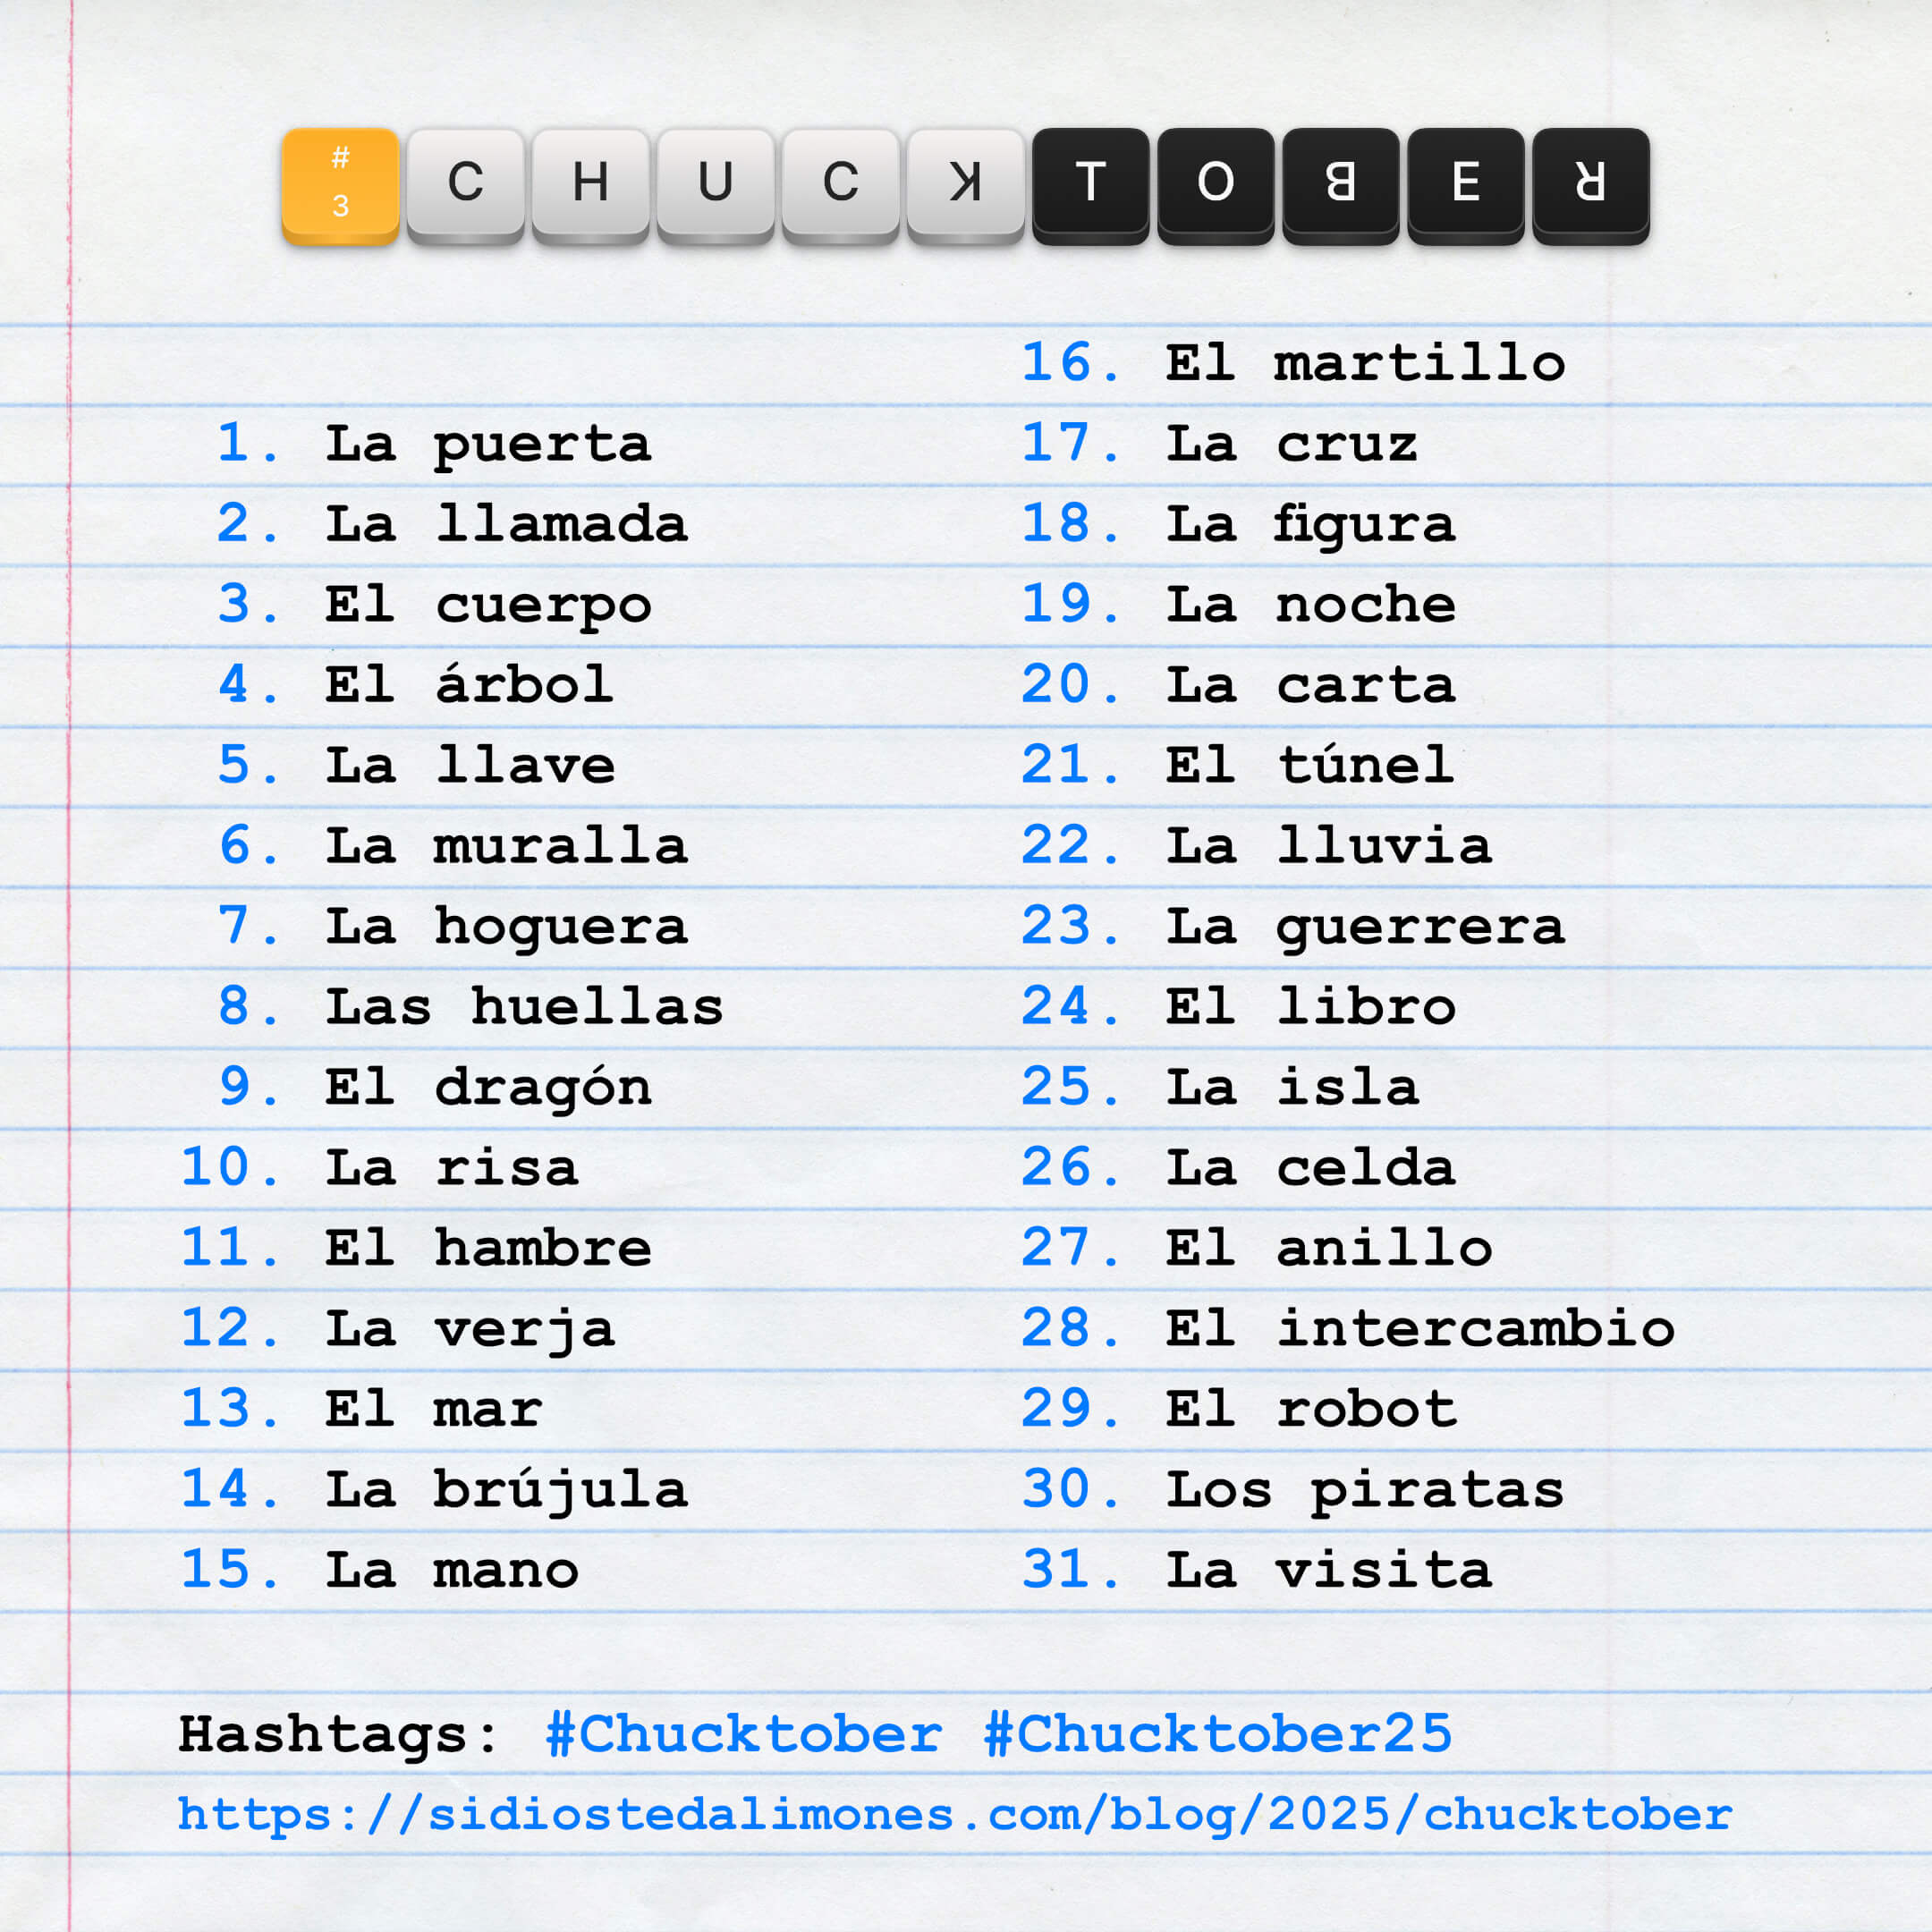 # 3 C H U C K T O B E R
1. La puerta
2. La llamada
3. El cuerpo
4. El árbol
5. La llave
6. La muralla
7. La hoguera
8. Las huellas
9. El dragón
10. La risa
11. El hambre
12. La verja
13. El mar
14. La brújula
15. La mano
16. El martillo
17. La cruz
18. La figura
19. La noche
20. La carta
21. El túnel
22. La lluvia
23. La guerrera
24. El libro
25. La isla
26. La celda
27. El anillo
28. El intercambio
29. El robot
30. Los piratas
31. La visita
Hashtags: #Chucktober #Chucktober25
https://sidiostedalimones.com/blog/2025/chucktober